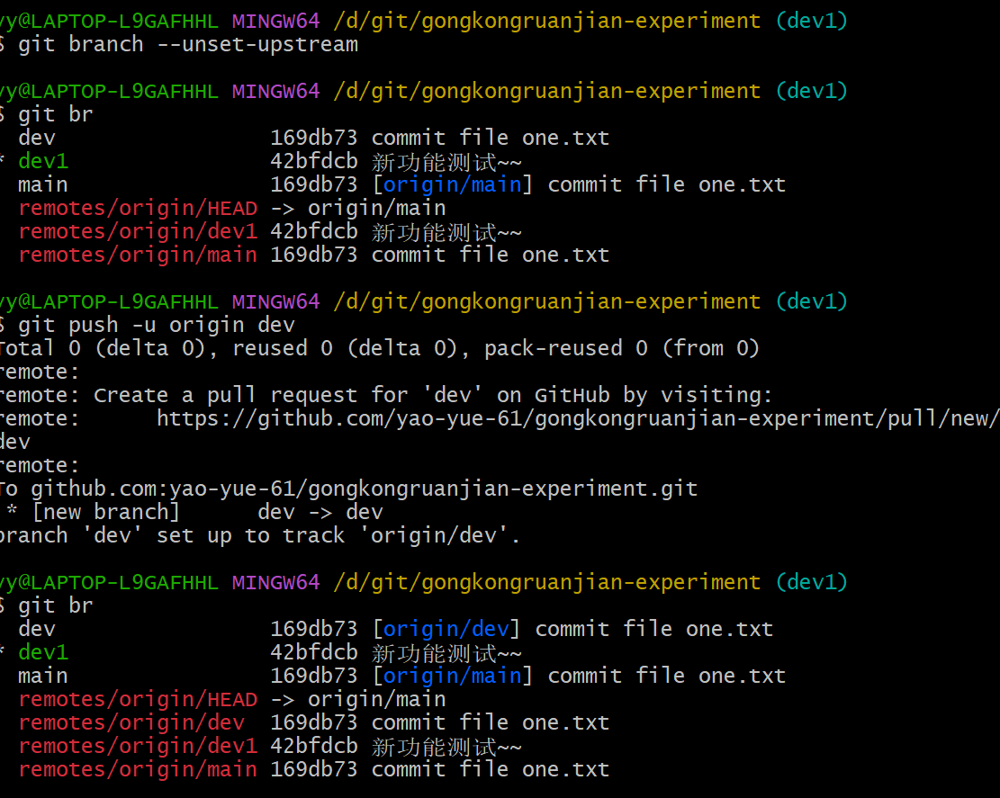 yy@LAPTOP-L9GAFHHL MINGW64 /d/git/gongkongruanjian-experiment (dev1)
$ git branch --unset-upstream
yy@LAPTOP-L9GAFHHL MINGW64 /d/git/gongkongruanjian-experiment (dev1)
$ git br
dev 169db73 commit file one.txt
* dev1 42bfdcb 新功能测试~~
main 169db73 [origin/main] commit file one.txt
remotes/origin/HEAD -> origin/main
remotes/origin/dev1 42bfdcb 新功能测试~~
remotes/origin/main 169db73 commit file one.txt
yy@LAPTOP-L9GAFHHL MINGW64 /d/git/gongkongruanjian-experiment (dev1)
$ git push -u origin dev
Total 0 (delta 0), reused 0 (delta 0), pack-reused 0 (from 0)
remote:
remote: Create a pull request for 'dev' on GitHub by visiting:
remote: https://github.com/yao-yue-61/gongkongruanjian-experiment/pull/new/
dev
remote:
To github.com:yao-yue-61/gongkongruanjian-experiment.git
* [new branch] dev -> dev
branch 'dev' set up to track 'origin/dev'.
yy@LAPTOP-L9GAFHHL MINGW64 /d/git/gongkongruanjian-experiment (dev1)
$ git br
dev 169db73 [origin/dev] commit file one.txt
* dev1 42bfdcb 新功能测试~~
main 169db73 [origin/main] commit file one.txt
remotes/origin/HEAD -> origin/main
remotes/origin/dev 169db73 commit file one.txt
remotes/origin/dev1 42bfdcb 新功能测试~~
remotes/origin/main 169db73 commit file one.txt